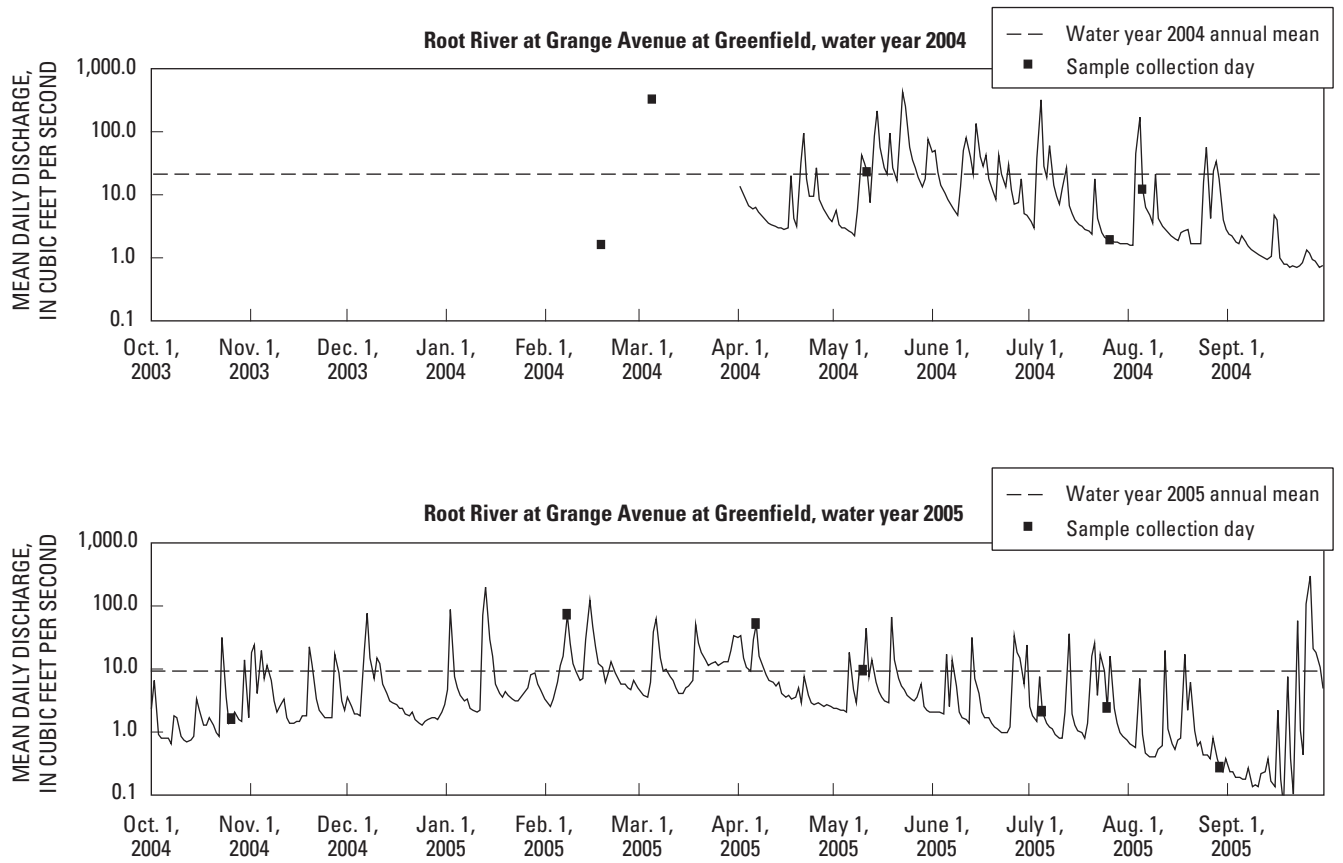 Root River at Grange Avenue at Greenfield, water year 2004
Water year 2004 annual mean
Sample collection day
MEAN DAILY DISCHARGE,
IN CUBIC FEET PER SECOND
1,000.0
100.0
10.0
1.0
0.1
Oct. 1, Nov. 1, Dec. 1, Jan. 1, Feb. 1, Mar. 1, Apr. 1, May 1, June 1, July 1, Aug. 1, Sept. 1,
2003 2003 2003 2004 2004 2004 2004 2004 2004 2004 2004 2004
Root River at Grange Avenue at Greenfield, water year 2005
Water year 2005 annual mean
Sample collection day
MEAN DAILY DISCHARGE,
IN CUBIC FEET PER SECOND
1,000.0
100.0
10.0
1.0
0.1
Oct. 1, Nov. 1, Dec. 1, Jan. 1, Feb. 1, Mar. 1, Apr. 1, May 1, June 1, July 1, Aug. 1, Sept. 1,
2004 2004 2004 2005 2005 2005 2005 2005 2005 2005 2005 2005